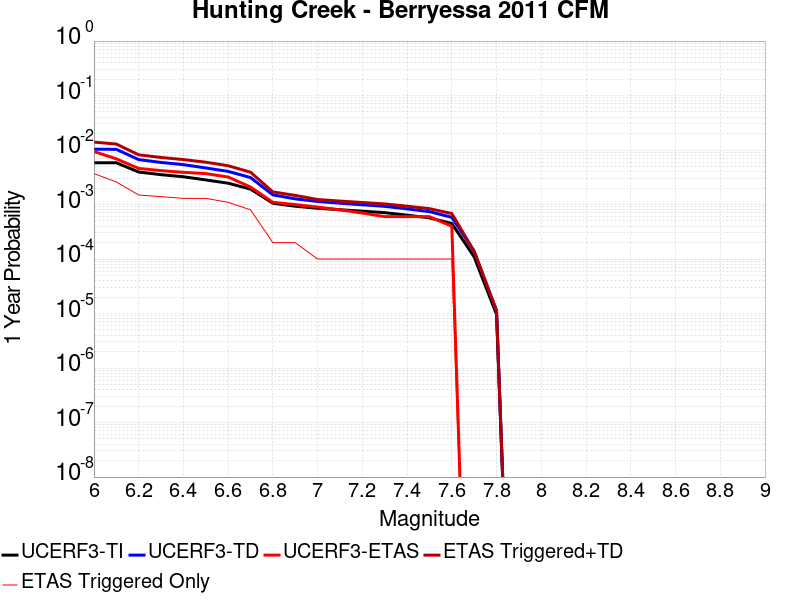 Hunting Creek - Berryessa 2011 CFM
10^0
10^-1
10^-2
10^-3
10^-4
10^-5
10^-6
10^-7
10^-8
1 Year Probability
6 6.2 6.4 6.6 6.8 7 7.2 7.4 7.6 7.8 8 8.2 8.4 8.6 8.8 9
Magnitude
UCERF3-TI UCERF3-TD UCERF3-ETAS ETAS Triggered+TD
ETAS Triggered Only